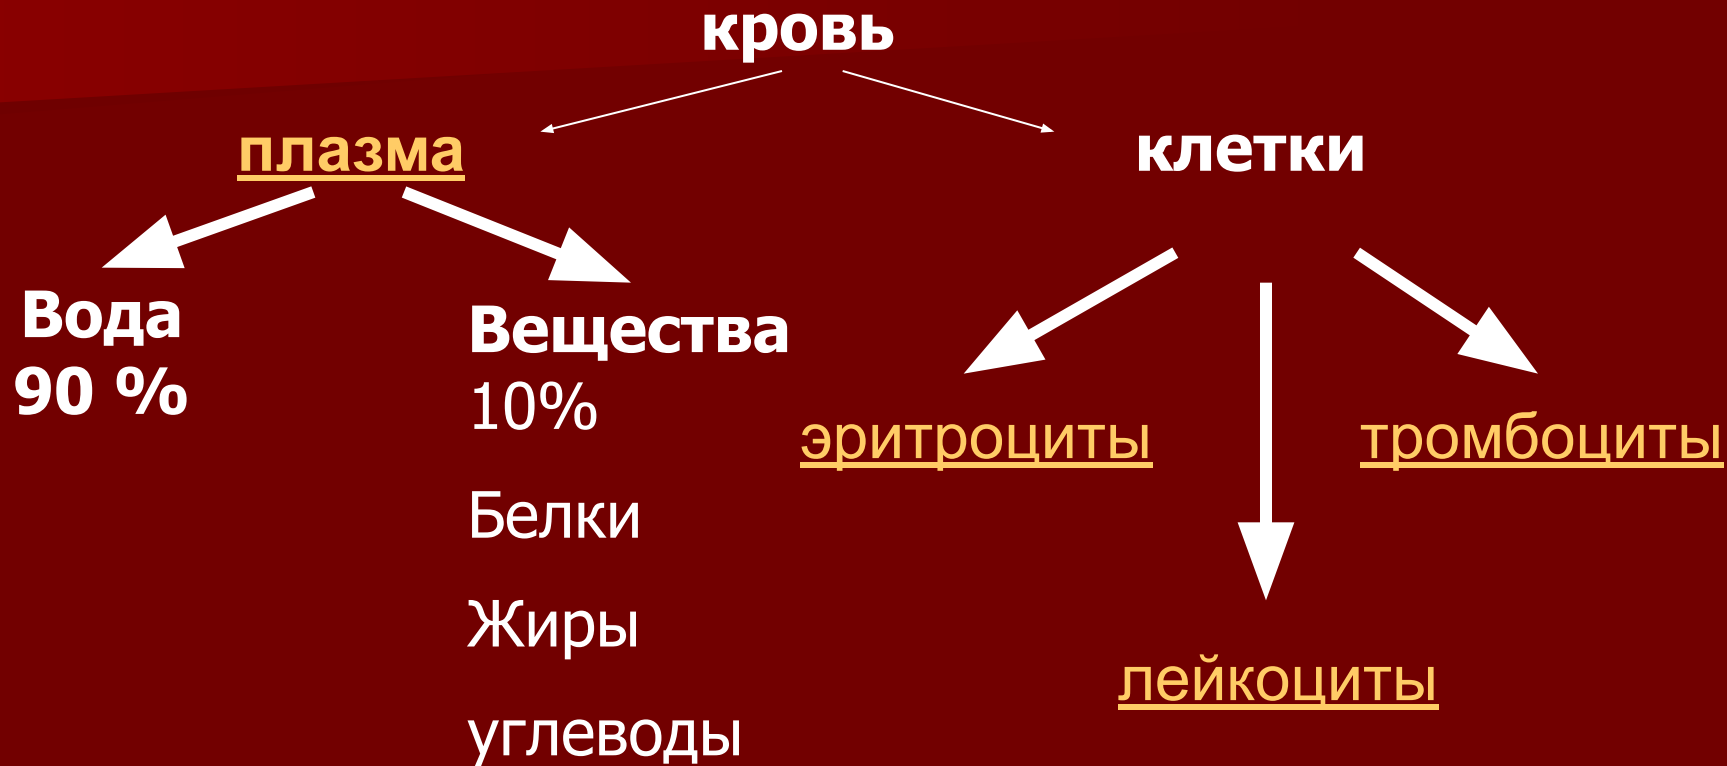 кровь
плазма
клетки
Вода
90 %
Вещества
10%
Белки
Жиры
углеводы
эритроциты
тромбоциты
лейкоциты